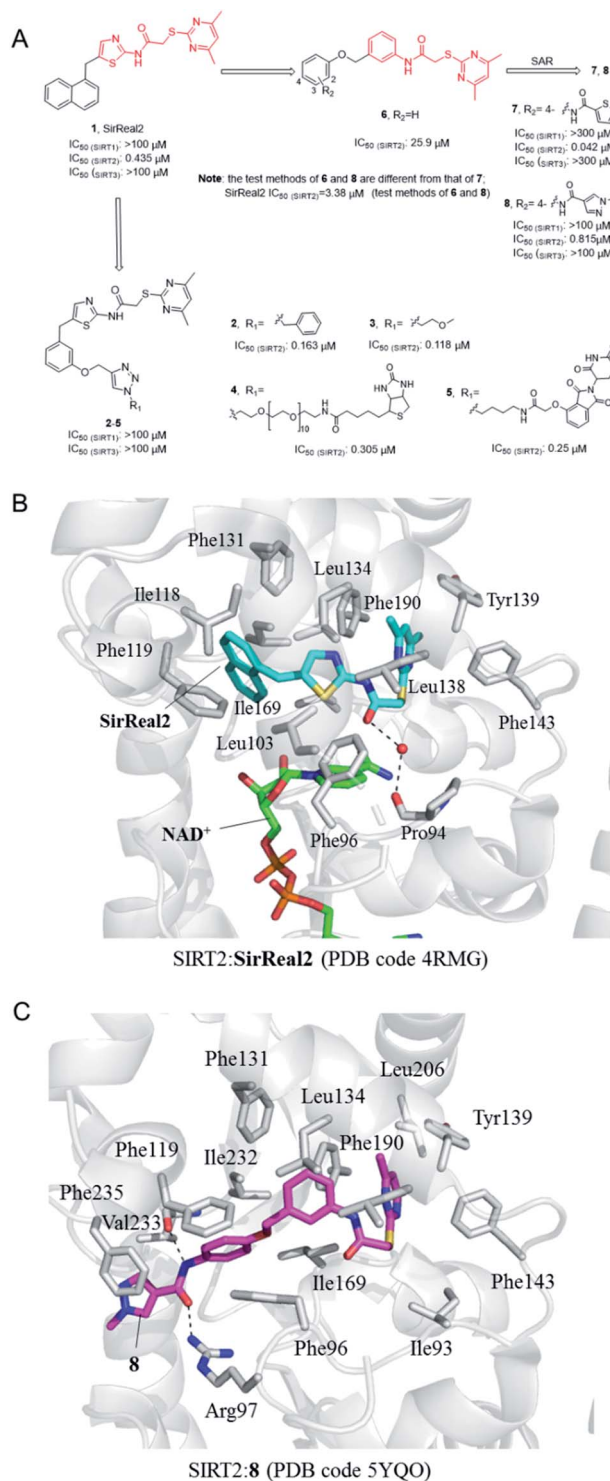 A
1, SirReal2
IC50 (SIRT1): >100 μM
IC50 (SIRT2): 0.435 μM
IC50 (SIRT3): >100 μM
R2
4
3
2
6, R2=H
IC50 (SIRT2): 25.9 μM
SAR
7, 8
Note: the test methods of 6 and 8 are different from that of 7;
SirReal2 IC50 (SIRT2)=3.38 μM (test methods of 6 and 8)
7, R2= 4-
IC50 (SIRT1): >300 μM
IC50 (SIRT2): 0.042 μM
IC50 (SIRT3): >300 μM
8, R2= 4-
IC50 (SIRT1): >100 μM
IC50 (SIRT2): 0.815μM
IC50 (SIRT3): >100 μM
2-5
IC50 (SIRT1): >100 μM
IC50 (SIRT3): >100 μM
2, R1=
IC50 (SIRT2): 0.163 μM
3, R1=
IC50 (SIRT2): 0.118 μM
4, R1=
10
IC50 (SIRT2): 0.305 μM
5, R1=
IC50 (SIRT2): 0.25 μM
B
Phe131
Leu134
Ile118
Phe190
Tyr139
Phe119
SirReal2
Ile169
Leu138
Phe143
Leu103
NAD+
Phe96
Pro94
SIRT2:SirReal2 (PDB code 4RMG)
C
Phe131
Leu206
Leu134
Tyr139
Phe119
Ile232
Phe190
Phe235
Val233
Ile169
Phe143
8
Phe96
Ile93
Arg97
SIRT2:8 (PDB code 5YQO)